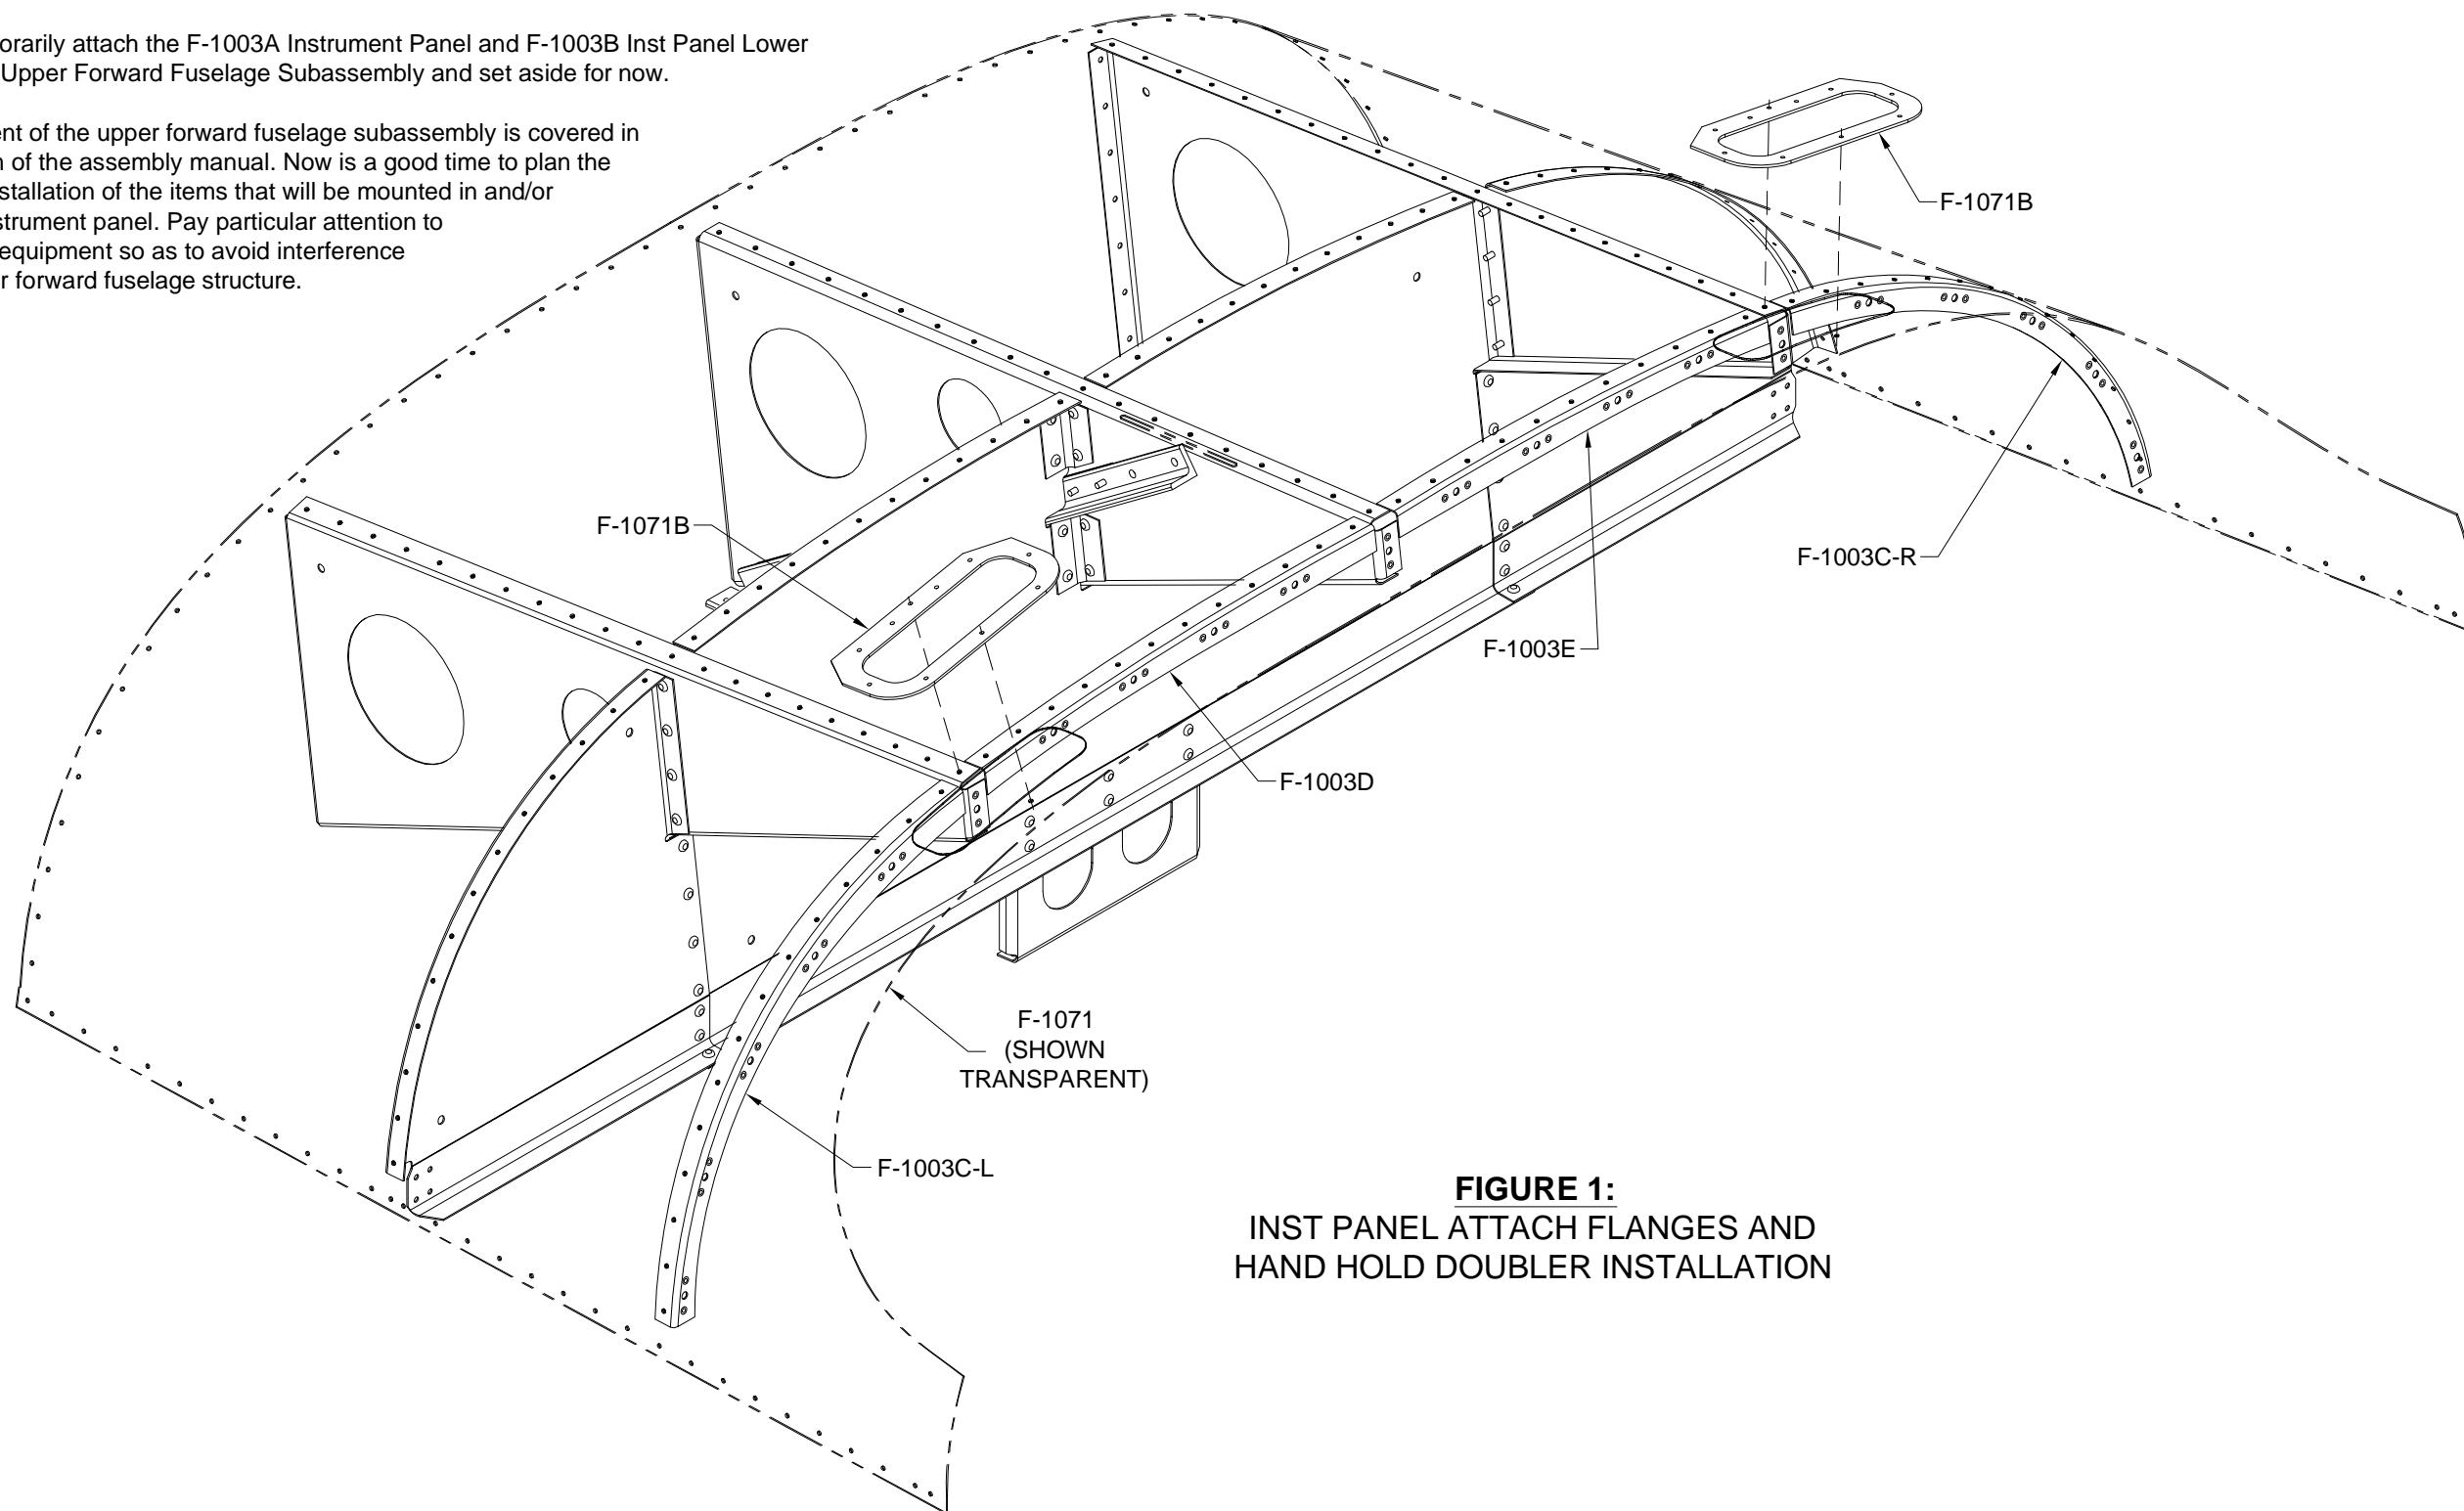 orarily attach the F-1003A Instrument Panel and F-1003B Inst Panel Lower
Upper Forward Fuselage Subassembly and set aside for now.
ent of the upper forward fuselage subassembly is covered in
n of the assembly manual. Now is a good time to plan the
stallation of the items that will be mounted in and/or
strument panel. Pay particular attention to
equipment so as to avoid interference
r forward fuselage structure.
F-1071B
F-1071B
F-1003C-R
F-1003E
F-1003D
F-1071
(SHOWN
TRANSPARENT)
F-1003C-L
FIGURE 1:
INST PANEL ATTACH FLANGES AND
HAND HOLD DOUBLER INSTALLATION